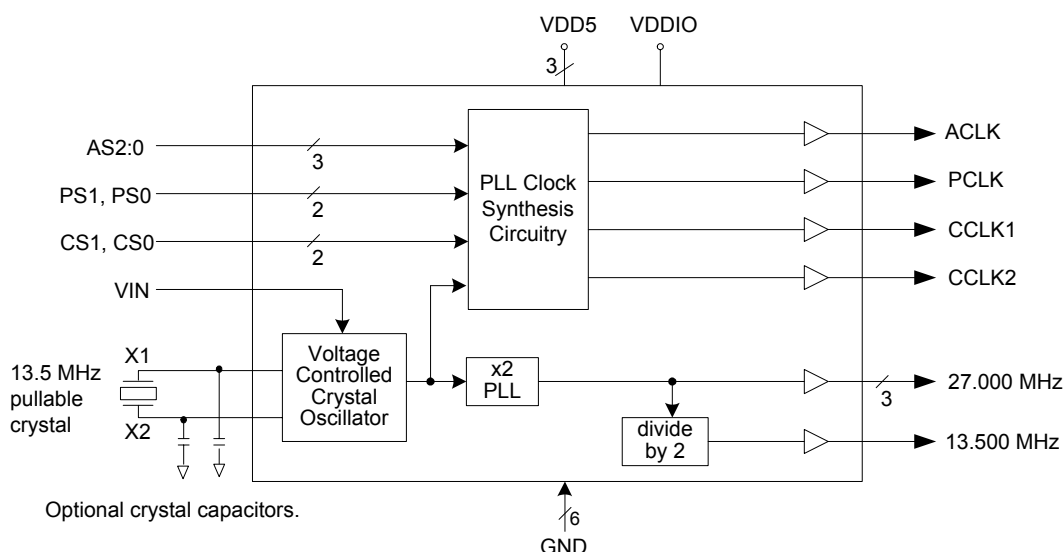 VDD5 VDDIO
3
AS2:0
3
PS1, PS0
2
CS1, CS0
2
VIN
PLL Clock
Synthesis
Circuitry
ACLK
PCLK
CCLK1
CCLK2
13.5 MHz
pullable
crystal
X1
X2
Voltage
Controlled
Crystal
Oscillator
x2
PLL
divide
by 2
3
27.000 MHz
13.500 MHz
Optional crystal capacitors.
6
GND